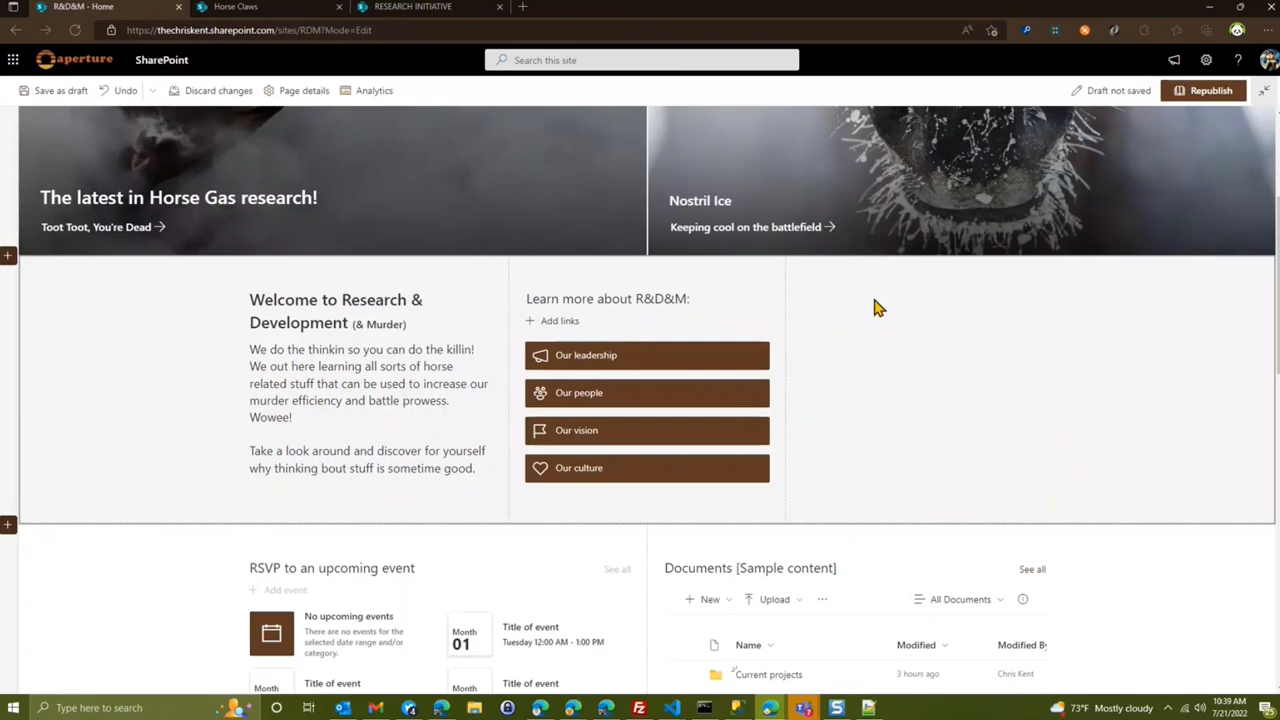 R&D&M - Home
Horse Claws
RESEARCH INITIATIVE
https://thechriskent.sharepoint.com/sites/RDM?Mode=Edit
aperture SharePoint
Search this site
Save as draft Undo Discard changes Page details Analytics
Draft not saved Republish
The latest in Horse Gas research!
Toot Toot, You're Dead
Nostril Ice
Keeping cool on the battlefield
Welcome to Research &
Development (& Murder)
We do the thinkin so you can do the killin!
We out here learning all sorts of horse
related stuff that can be used to increase our
murder efficiency and battle prowess.
Wowee!
Take a look around and discover for yourself
why thinking bout stuff is sometime good.
Learn more about R&D&M:
Add links
Our leadership
Our people
Our vision
Our culture
RSVP to an upcoming event
See all
Add event
No upcoming events
There are no events for the
selected date range and/or
category.
Month
01
Title of event
Tuesday 12:00 AM - 1:00 PM
Month
Title of event
Month
Title of event
Documents [Sample content]
See all
New Upload ... All Documents
Name Modified Modified By
Current projects 3 hours ago Chris Kent
Type here to search
73°F Mostly cloudy
10:39 AM
7/21/2022